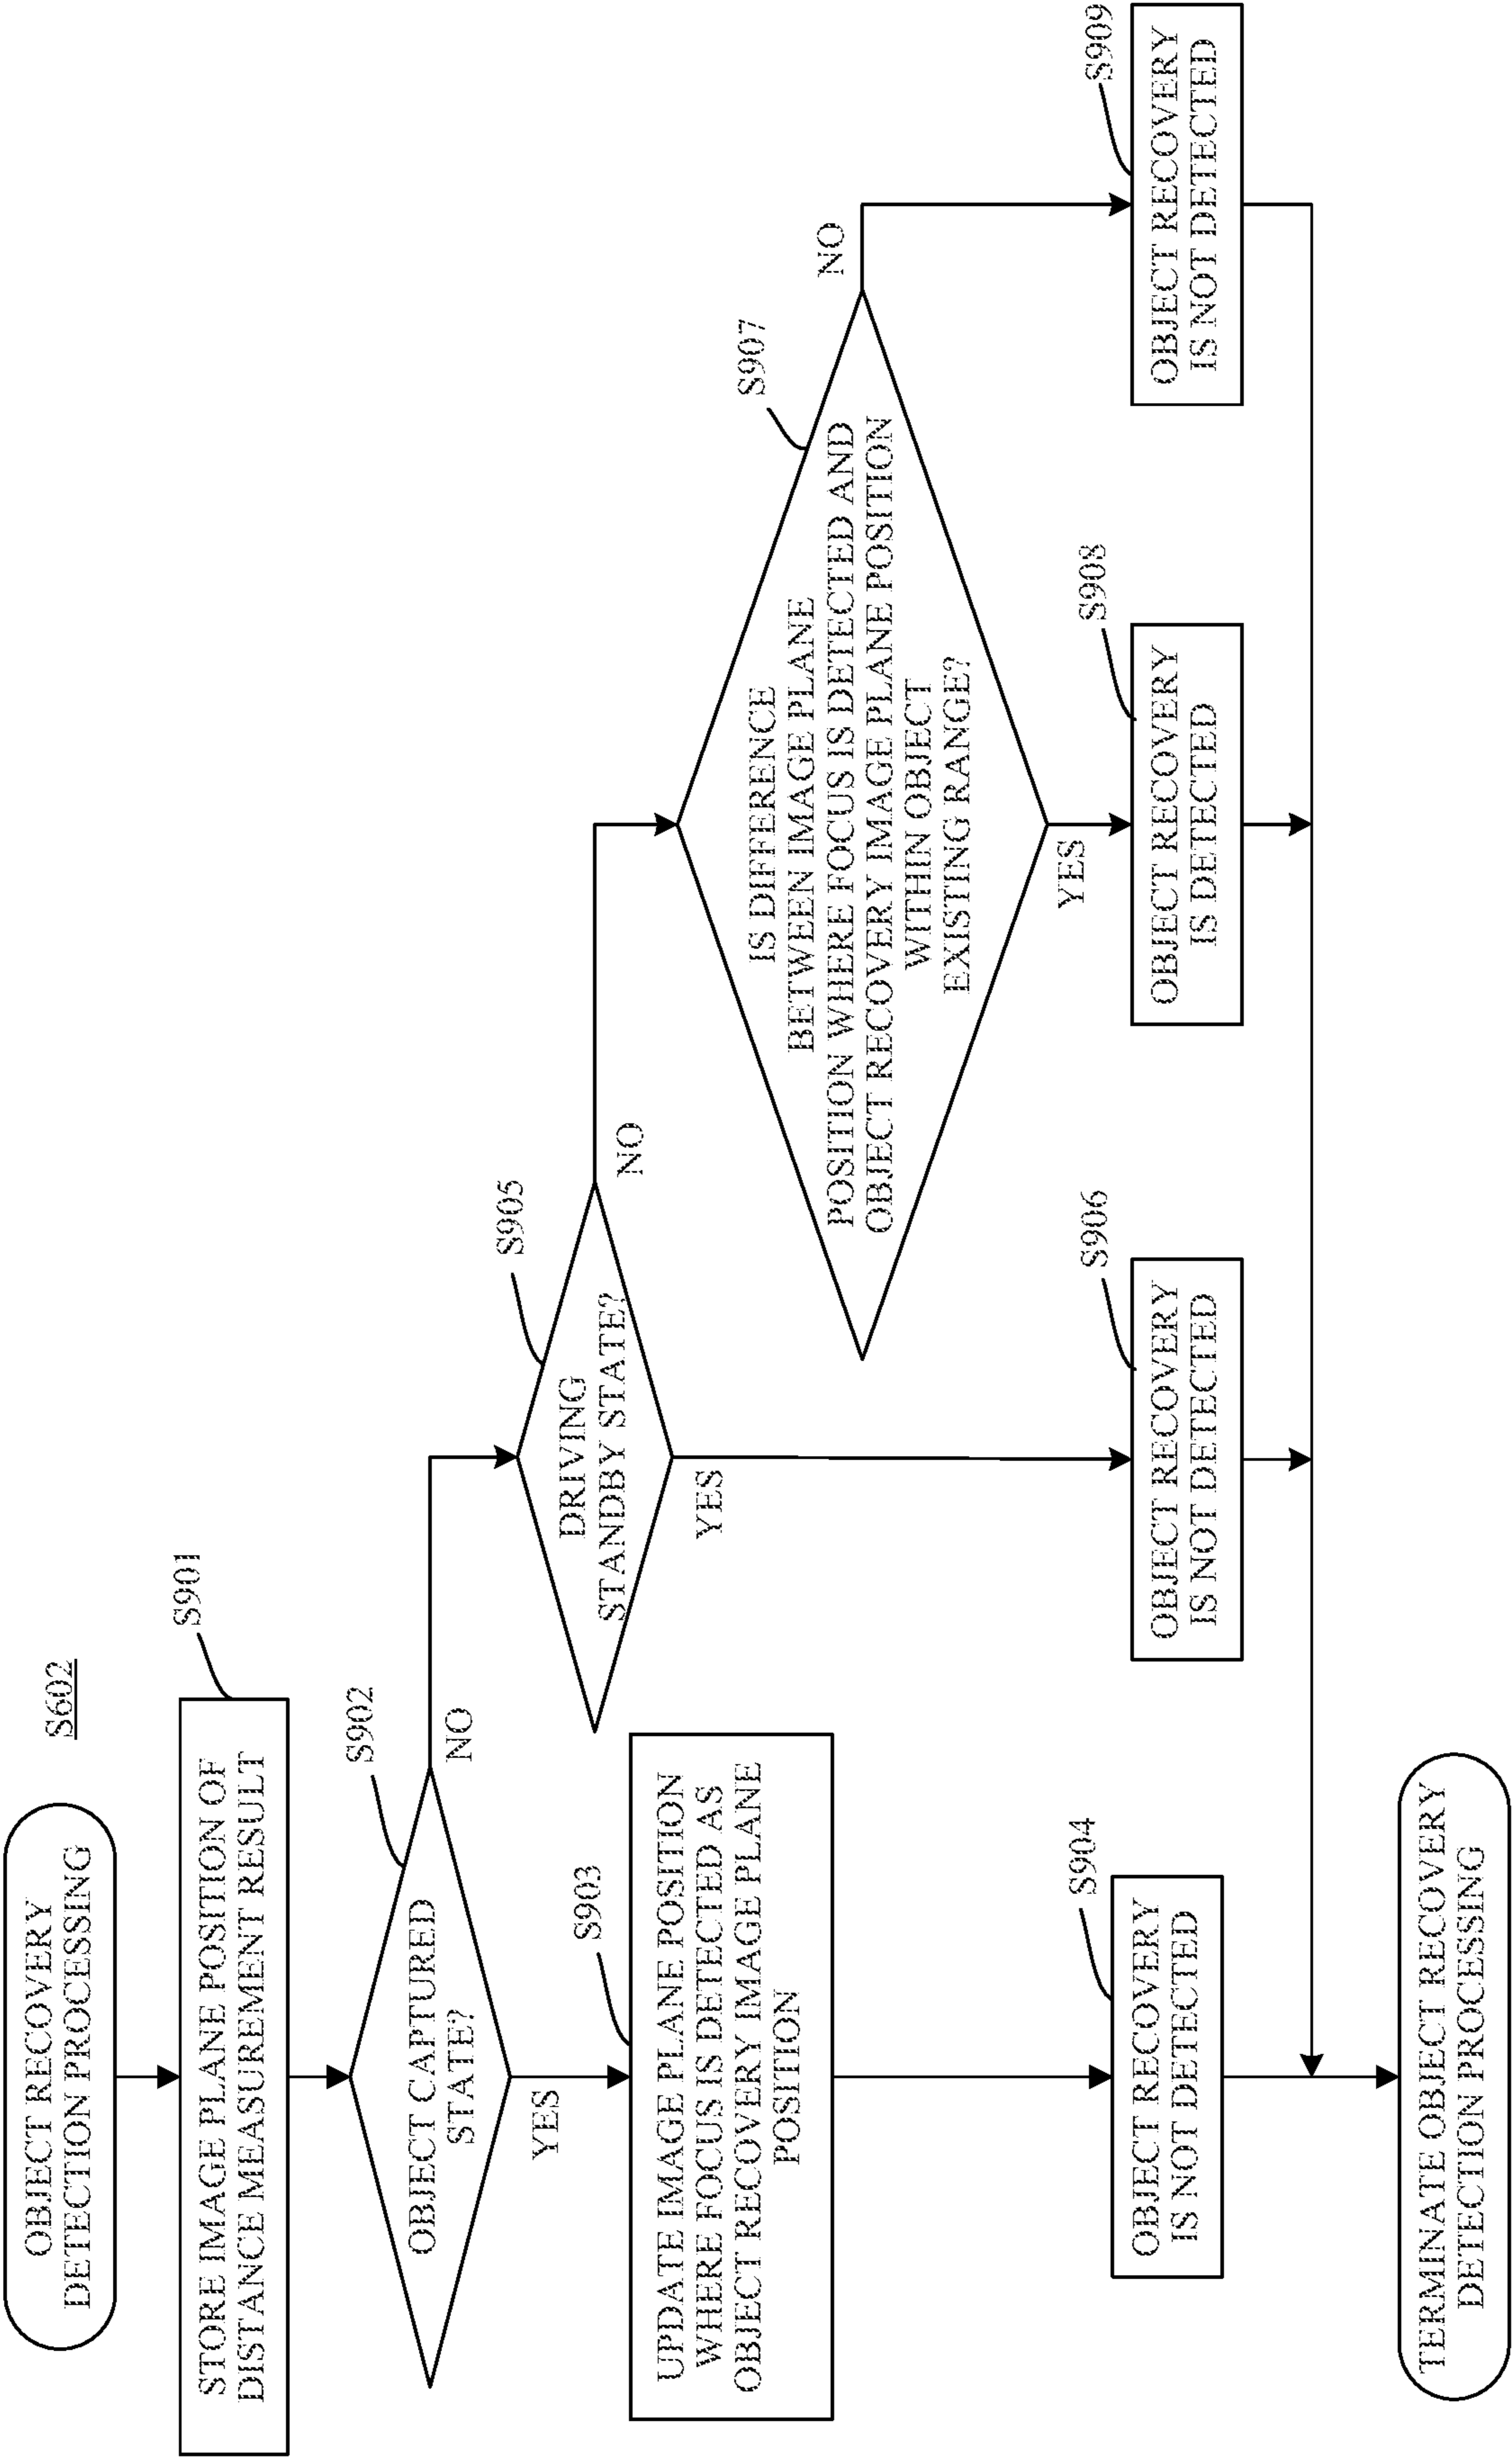 S602
OBJECT RECOVERY
DETECTION PROCESSING
S901
STORE IMAGE PLANE POSITION OF
DISTANCE MEASUREMENT RESULT
S902
OBJECT CAPTURED
STATE?
NO
YES
S903
UPDATE IMAGE PLANE POSITION
WHERE FOCUS IS DETECTED AS
OBJECT RECOVERY IMAGE PLANE
POSITION
S904
OBJECT RECOVERY
IS NOT DETECTED
S905
DRIVING
STANDBY STATE?
NO
YES
S906
OBJECT RECOVERY
IS NOT DETECTED
S907
IS DIFFERENCE
BETWEEN IMAGE PLANE
POSITION WHERE FOCUS IS DETECTED AND
OBJECT RECOVERY IMAGE PLANE POSITION
WITHIN OBJECT
EXISTING RANGE?
NO
YES
S908
OBJECT RECOVERY
IS DETECTED
S909
OBJECT RECOVERY
IS NOT DETECTED
TERMINATE OBJECT RECOVERY
DETECTION PROCESSING